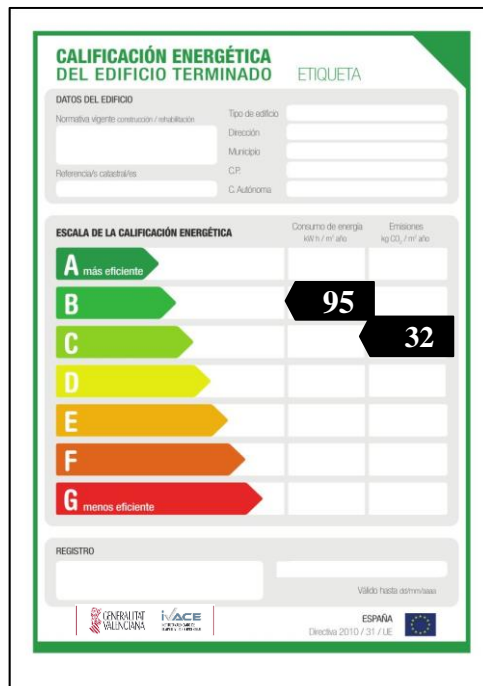 CALIFICACIÓN ENERGÉTICA
DEL EDIFICIO TERMINADO ETIQUETA
DATOS DEL EDIFICIO
Normativa vigente construcción / rehabilitación
Tipo de edificio
Dirección
Municipio
Referencia/s catastral/es
C.P.
C. Autónoma
ESCALA DE LA CALIFICACIÓN ENERGÉTICA
Consumo de energía
kW h / m² año
Emisiones
kg CO₂ / m² año
A más eficiente
B
95
C
32
D
E
F
G menos eficiente
REGISTRO
Válido hasta dd/mm/aaaa
GENERALITAT
VALENCIANA
IVACE
ESPAÑA
Directiva 2010 / 31 / UE